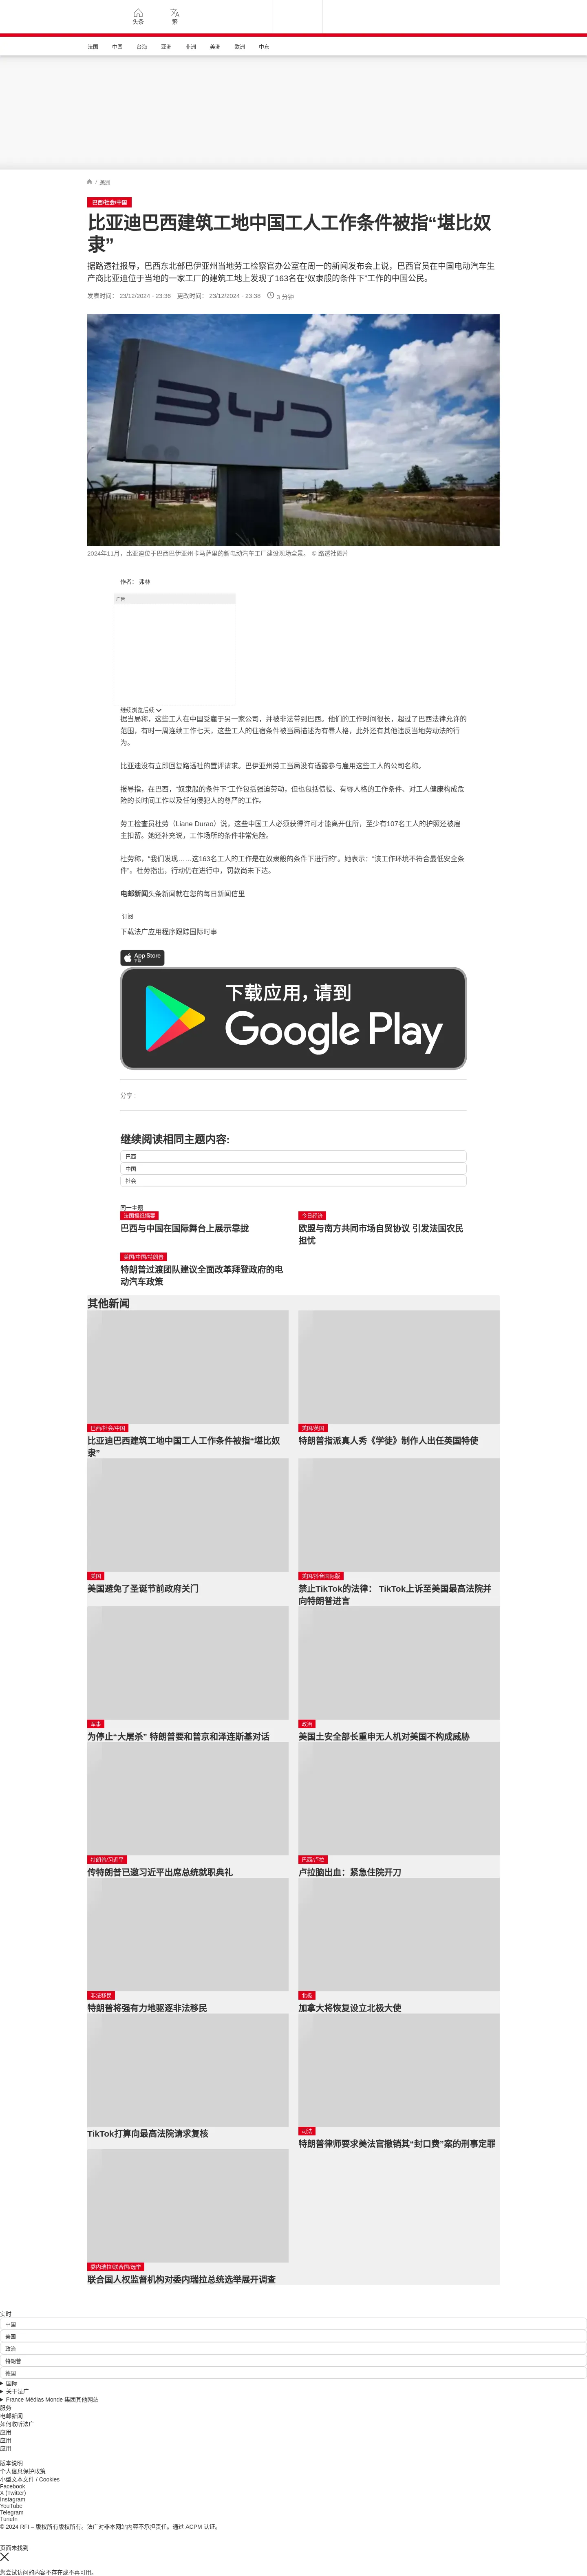 头条
繁
法国 中国 台海 亚洲 非洲 美洲 欧洲 中东
/ 美洲
巴西/社会/中国
比亚迪巴西建筑工地中国工人工作条件被指“堪比奴
隶”
据路透社报导，巴西东北部巴伊亚州当地劳工检察官办公室在周一的新闻发布会上说，巴西官员在中国电动汽车生
产商比亚迪位于当地的一家工厂的建筑工地上发现了163名在“奴隶般的条件下”工作的中国公民。
发表时间： 23/12/2024 - 23:36 更改时间： 23/12/2024 - 23:38 3 分钟
BYD
2024年11月，比亚迪位于巴西巴伊亚州卡马萨里的新电动汽车工厂建设现场全景。 © 路透社图片
作者： 弗林
广告
继续浏览后续
据当局称，这些工人在中国受雇于另一家公司，并被非法带到巴西。他们的工作时间很长，超过了巴西法律允许的
范围，有时一周连续工作七天，这些工人的住宿条件被当局描述为有辱人格，此外还有其他违反当地劳动法的行
为。
比亚迪没有立即回复路透社的置评请求。巴伊亚州劳工当局没有透露参与雇用这些工人的公司名称。
报导指，在巴西，“奴隶般的条件下”工作包括强迫劳动，但也包括债役、有辱人格的工作条件、对工人健康构成危
险的长时间工作以及任何侵犯人的尊严的工作。
劳工检查员杜劳（Liane Durao）说，这些中国工人必须获得许可才能离开住所，至少有107名工人的护照还被雇
主扣留。她还补充说，工作场所的条件非常危险。
杜劳称，“我们发现……这163名工人的工作是在奴隶般的条件下进行的”。她表示：“该工作环境不符合最低安全条
件”。杜劳指出，行动仍在进行中，罚款尚未下达。
电邮新闻头条新闻就在您的每日新闻信里
订阅
下载法广应用程序跟踪国际时事
App Store
下载
下载应用，请到
Google Play
分享 :
继续阅读相同主题内容:
巴西
中国
社会
同一主题
法国报纸摘要
巴西与中国在国际舞台上展示靠拢
今日经济
欧盟与南方共同市场自贸协议 引发法国农民
担忧
美国/中国/特朗普
特朗普过渡团队建议全面改革拜登政府的电
动汽车政策
其他新闻
巴西/社会/中国
比亚迪巴西建筑工地中国工人工作条件被指“堪比奴
隶”
美国/英国
特朗普指派真人秀《学徒》制作人出任英国特使
美国
美国避免了圣诞节前政府关门
美国/抖音国际版
禁止TikTok的法律： TikTok上诉至美国最高法院并
向特朗普进言
军事
为停止“大屠杀” 特朗普要和普京和泽连斯基对话
政治
美国土安全部长重申无人机对美国不构成威胁
特朗普/习近平
传特朗普已邀习近平出席总统就职典礼
巴西/卢拉
卢拉脑出血：紧急住院开刀
非法移民
特朗普将强有力地驱逐非法移民
北极
加拿大将恢复设立北极大使
TikTok打算向最高法院请求复核
司法
特朗普律师要求美法官撤销其“封口费”案的刑事定罪
委内瑞拉/联合国/选举
联合国人权监督机构对委内瑞拉总统选举展开调查
实时
中国
美国
政治
特朗普
德国
国际
关于法广
France Médias Monde 集团其他网站
服务
电邮新闻
如何收听法广
应用
应用
应用
版本说明
个人信息保护政策
小型文本文件 / Cookies
Facebook
X (Twitter)
Instagram
YouTube
Telegram
TuneIn
© 2024 RFI – 版权所有版权所有。法广对非本网站内容不承担责任。通过 ACPM 认证。
页面未找到
您尝试访问的内容不存在或不再可用。